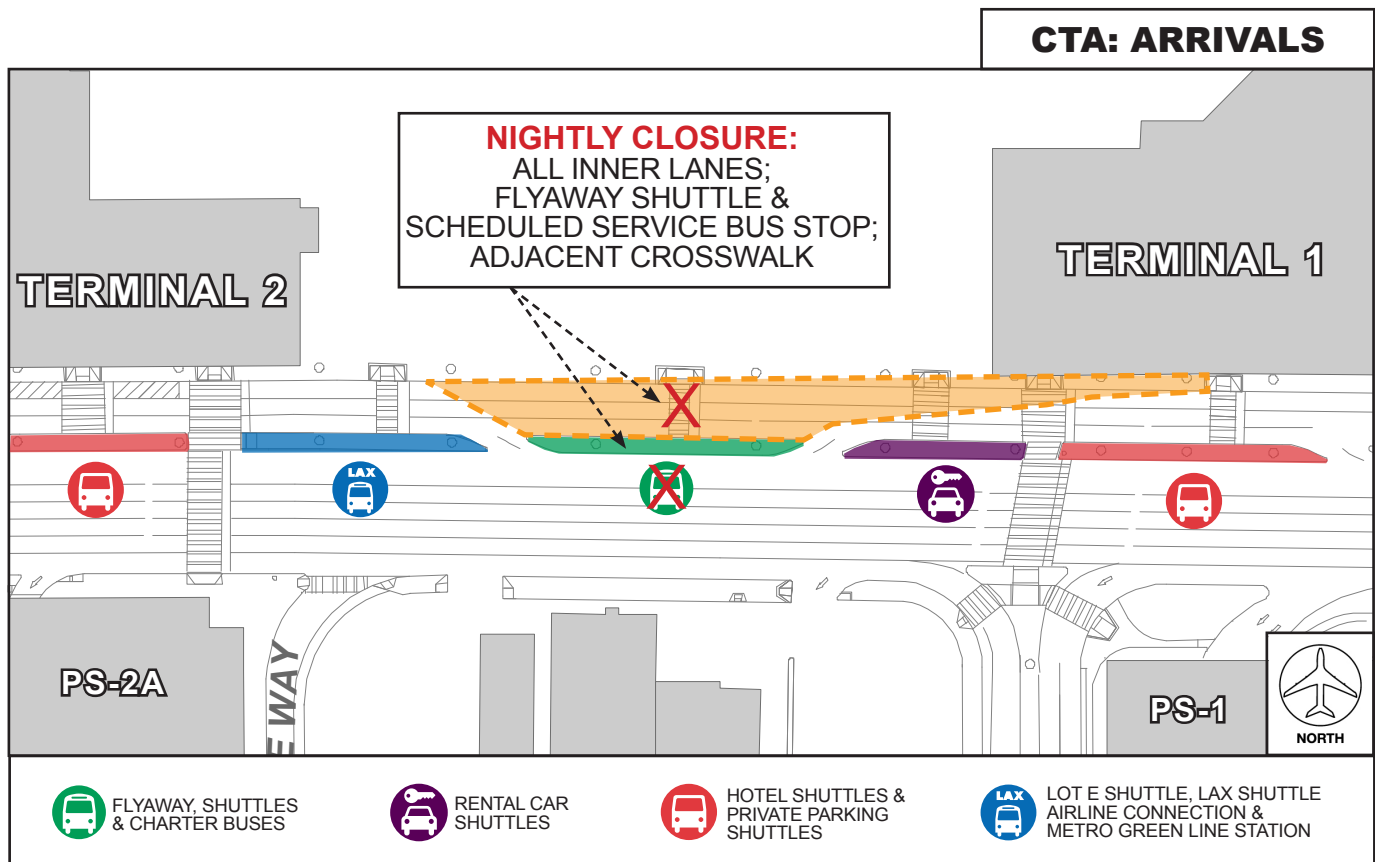 CTA: ARRIVALS
NIGHTLY CLOSURE:
ALL INNER LANES;
FLYAWAY SHUTTLE &
SCHEDULED SERVICE BUS STOP;
ADJACENT CROSSWALK
TERMINAL 2
TERMINAL 1
X
LAX
X
E WAY
PS-2A
PS-1
NORTH
FLYAWAY, SHUTTLES
& CHARTER BUSES
RENTAL CAR
SHUTTLES
HOTEL SHUTTLES &
PRIVATE PARKING
SHUTTLES
LAX
LOT E SHUTTLE, LAX SHUTTLE
AIRLINE CONNECTION &
METRO GREEN LINE STATION